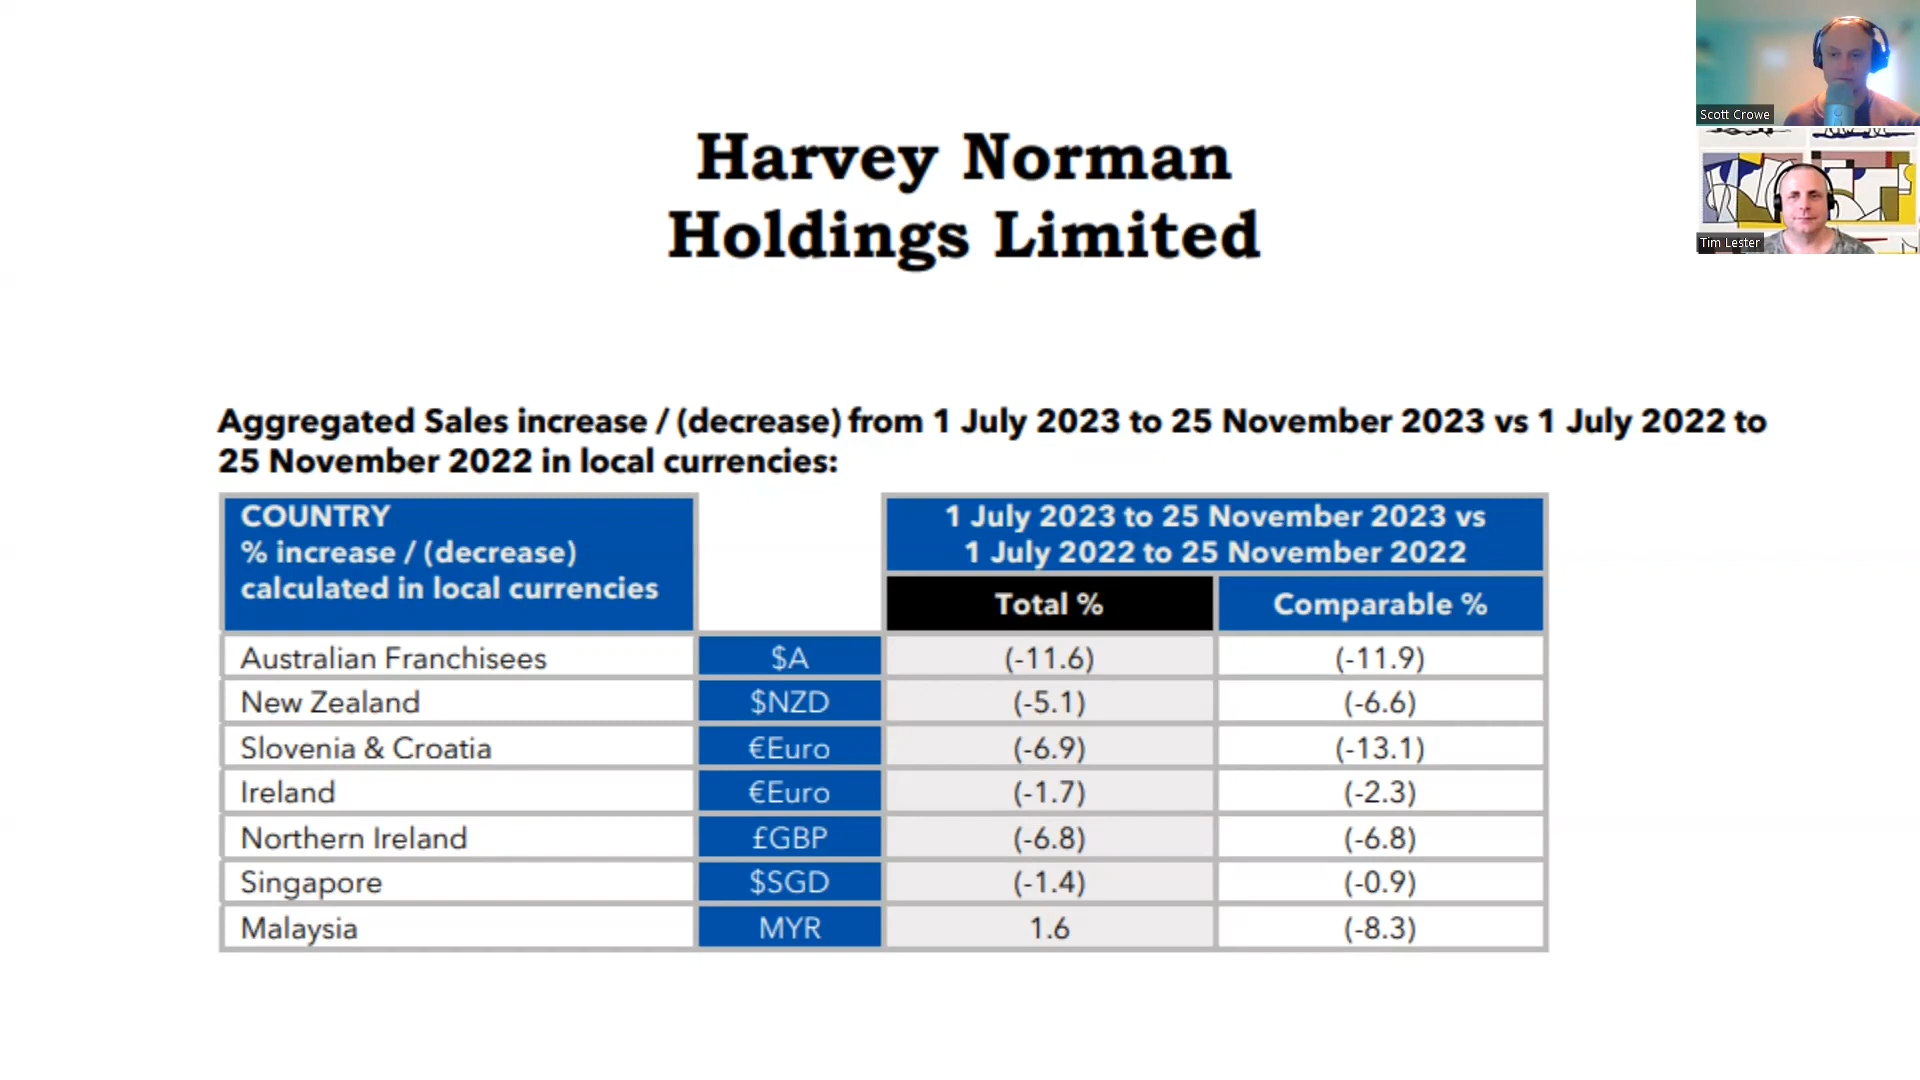 Harvey Norman
Holdings Limited
Scott Crowe
Tim Lester
Aggregated Sales increase / (decrease) from 1 July 2023 to 25 November 2023 vs 1 July 2022 to
25 November 2022 in local currencies:
COUNTRY
% increase / (decrease)
calculated in local currencies
1 July 2023 to 25 November 2023 vs
1 July 2022 to 25 November 2022
Total % Comparable %
Australian Franchisees $A (-11.6) (-11.9)
New Zealand $NZD (-5.1) (-6.6)
Slovenia & Croatia €Euro (-6.9) (-13.1)
Ireland €Euro (-1.7) (-2.3)
Northern Ireland £GBP (-6.8) (-6.8)
Singapore $SGD (-1.4) (-0.9)
Malaysia MYR 1.6 (-8.3)